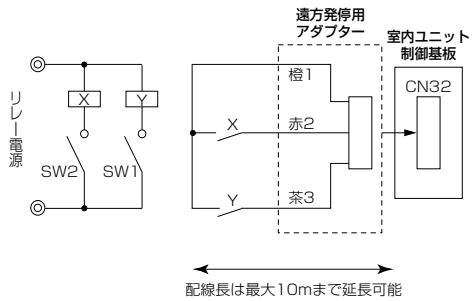 遠方発停用
アダプター
室内ユニット
制御基板
橙1
CN32
X
Y
X
赤2
リレー電源
SW2
SW1
Y
茶3
配線長は最大10mまで延長可能